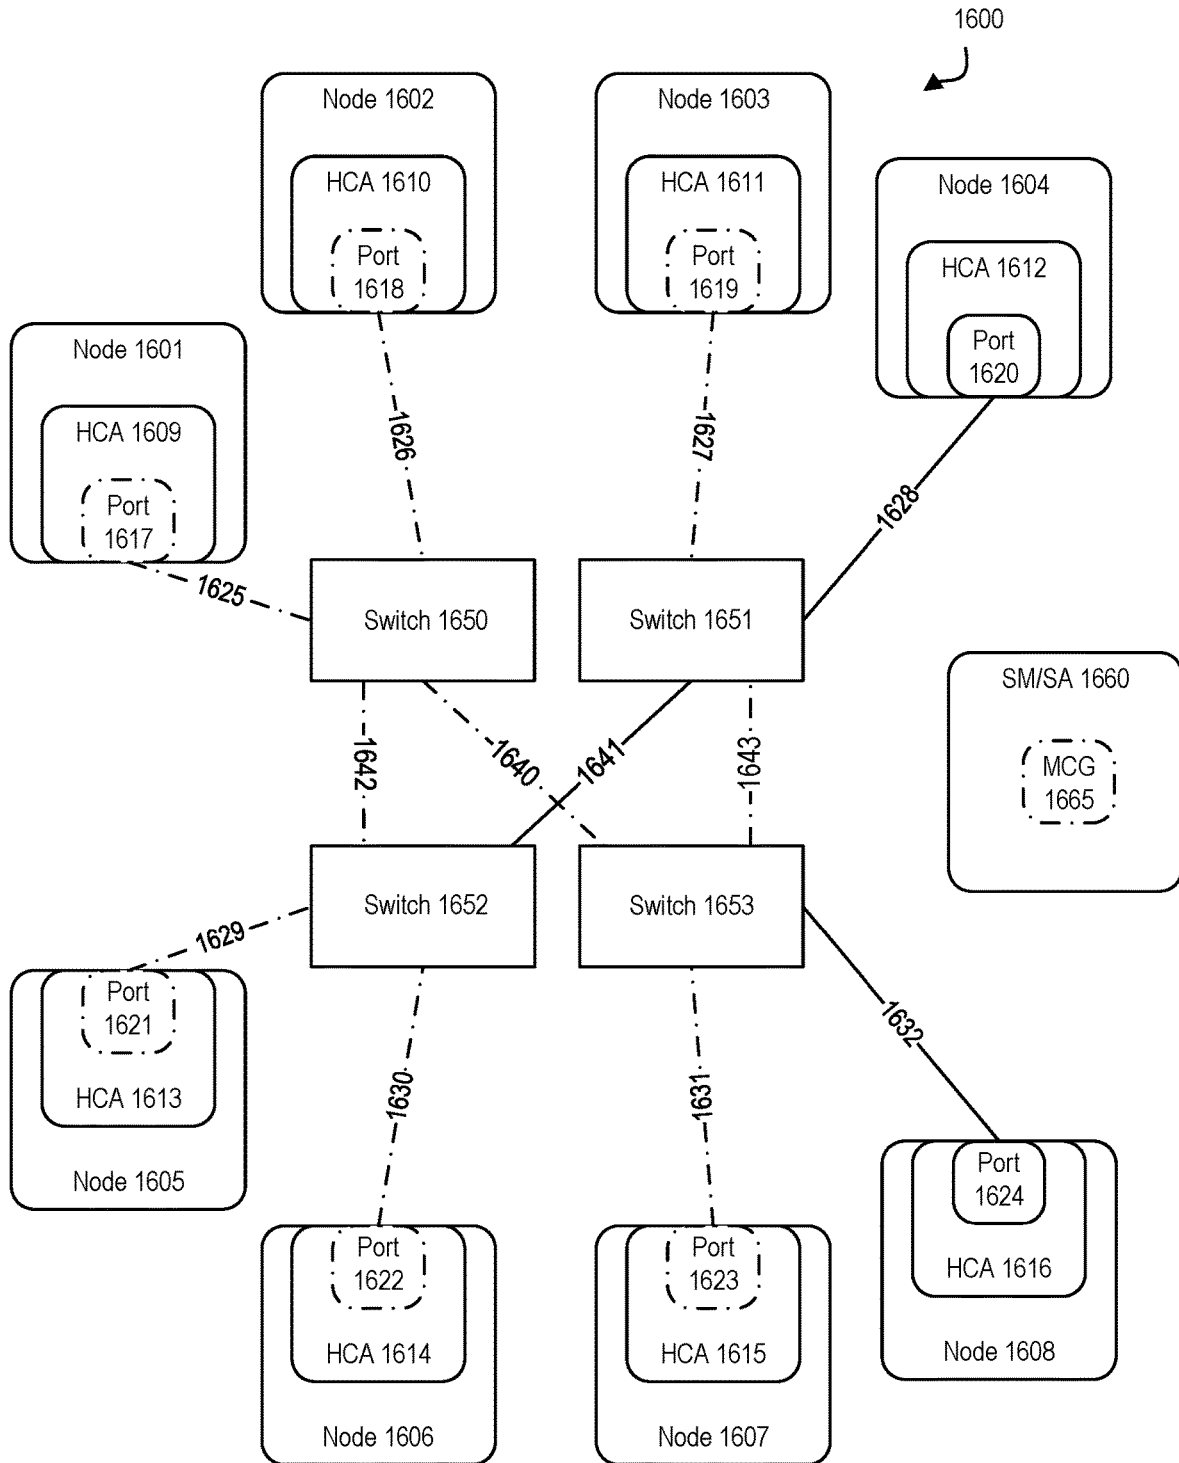 1600
Node 1602
HCA 1610
Port
1618
Node 1603
HCA 1611
Port
1619
Node 1604
HCA 1612
Port
1620
Node 1601
HCA 1609
Port
1617
1626
1627
1628
1625
Switch 1650
Switch 1651
SM/SA 1660
MCG
1665
1642
1640
1641
1643
Switch 1652
Switch 1653
1629
1630
1631
1632
Port
1621
HCA 1613
Node 1605
Port
1622
HCA 1614
Node 1606
Port
1623
HCA 1615
Node 1607
Port
1624
HCA 1616
Node 1608